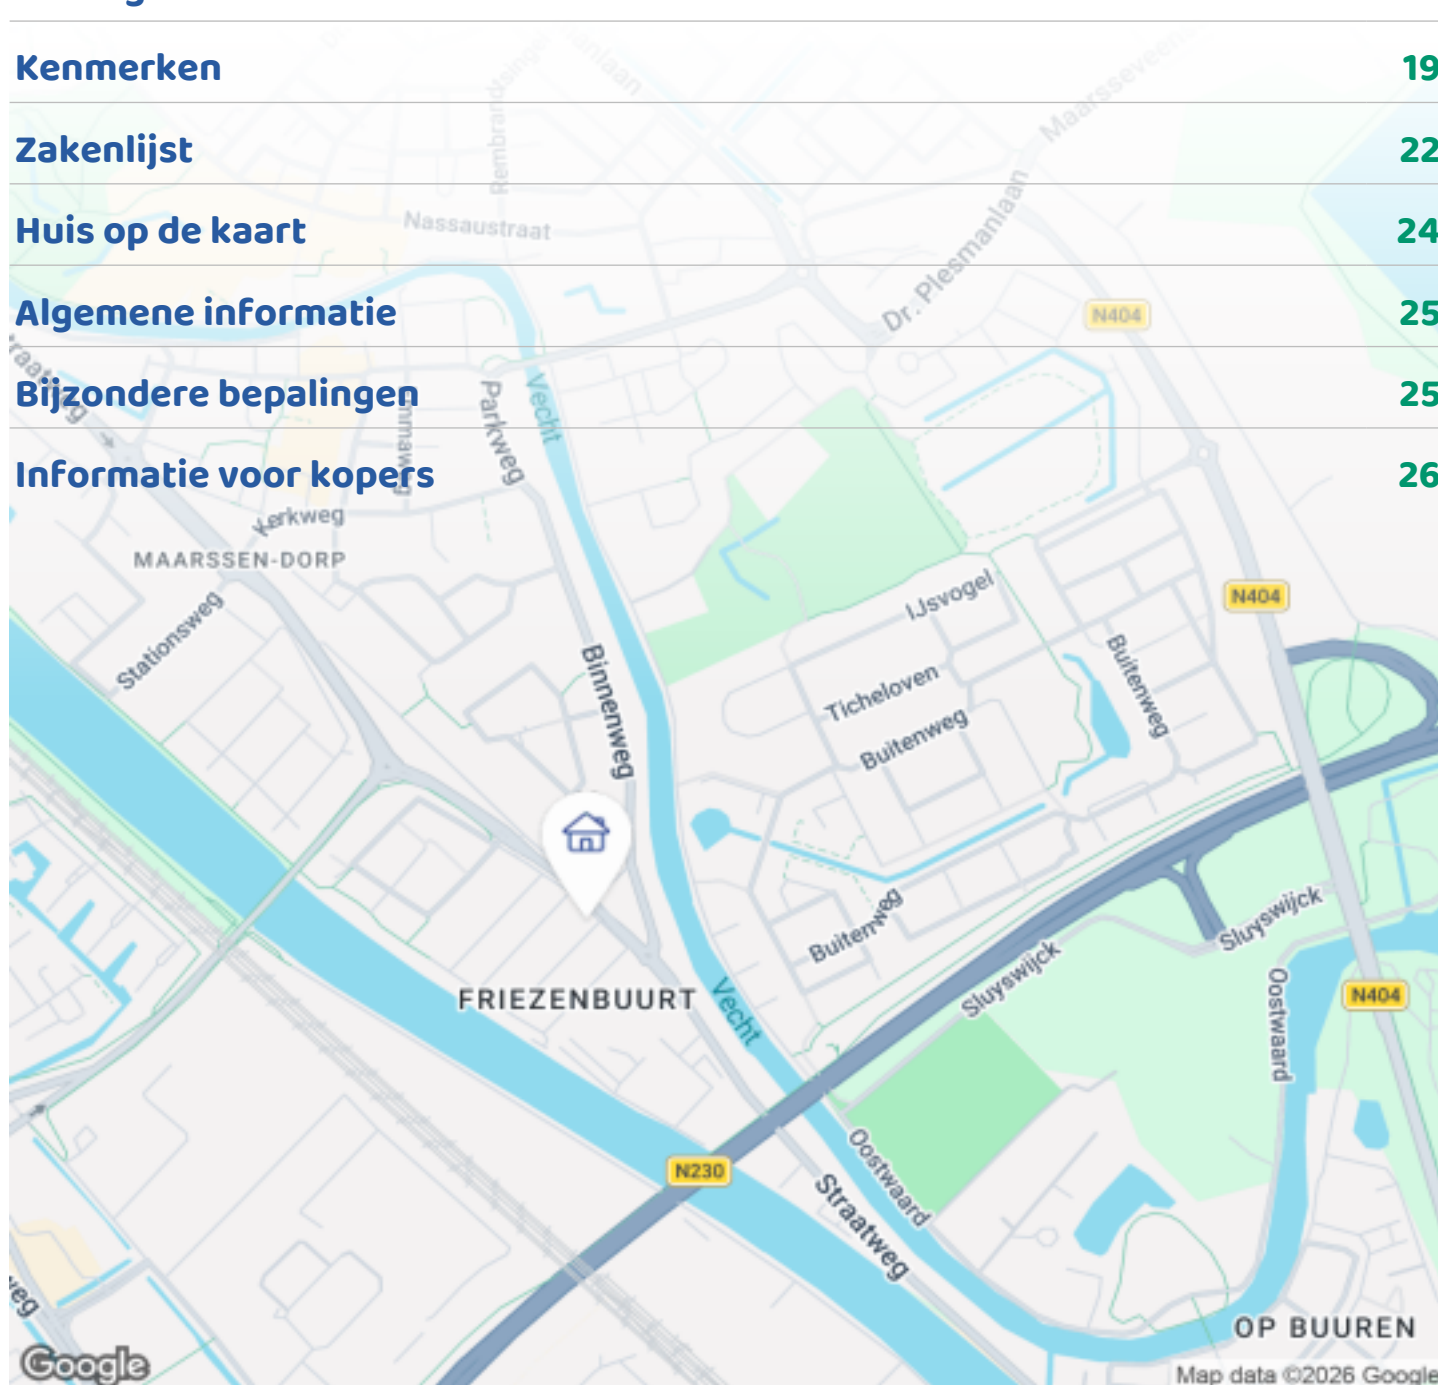 Kenmerken 19
Zakenlijst 22
Huis op de kaart 24
Algemene informatie 25
Bijzondere bepalingen 25
Informatie voor kopers 26
Nassaustraat
Dr. Plesmanlaan
N404
Parkweg
Vecht
Kerkweg
MAARSSEN-DORP
Stationsweg
Binnenweg
IJsvogel
Ticheloven
Buitenweg
Buitenweg
N404
Buitenweg
Sluyswijck
Sluyswijck
FRIEZENBUURT
Vecht
Oostwaard
N404
N230
Oostwaard
Straatweg
OP BUUREN
Google
Map data ©2026 Google